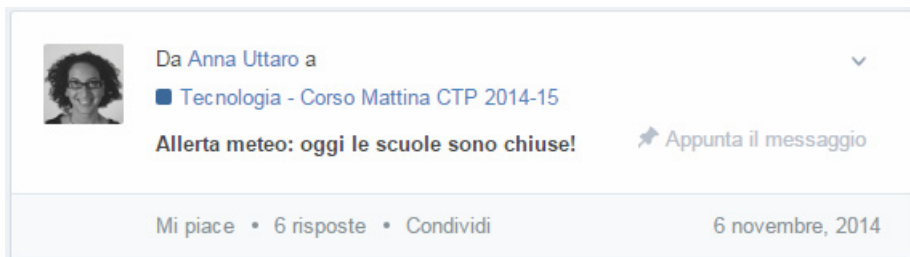 Da Anna Uttaro a
Tecnologia - Corso Mattina CTP 2014-15
Allerta meteo: oggi le scuole sono chiuse!
Appunta il messaggio
Mi piace • 6 risposte • Condividi
6 novembre, 2014